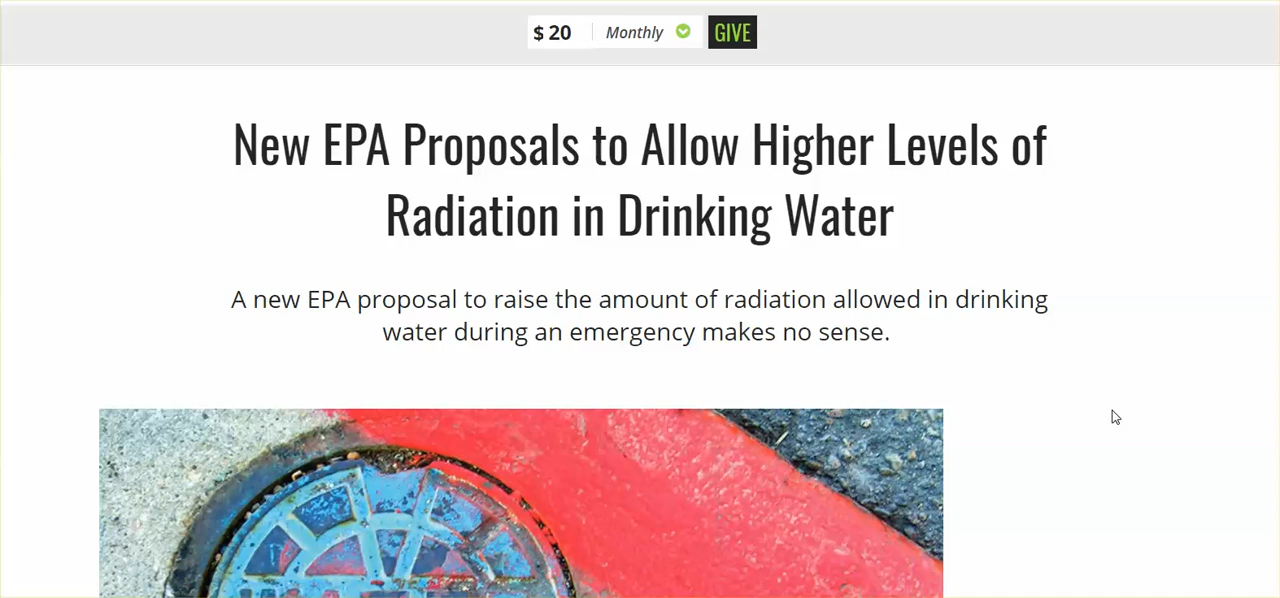 $ 20 Monthly GIVE
New EPA Proposals to Allow Higher Levels of
Radiation in Drinking Water
A new EPA proposal to raise the amount of radiation allowed in drinking
water during an emergency makes no sense.